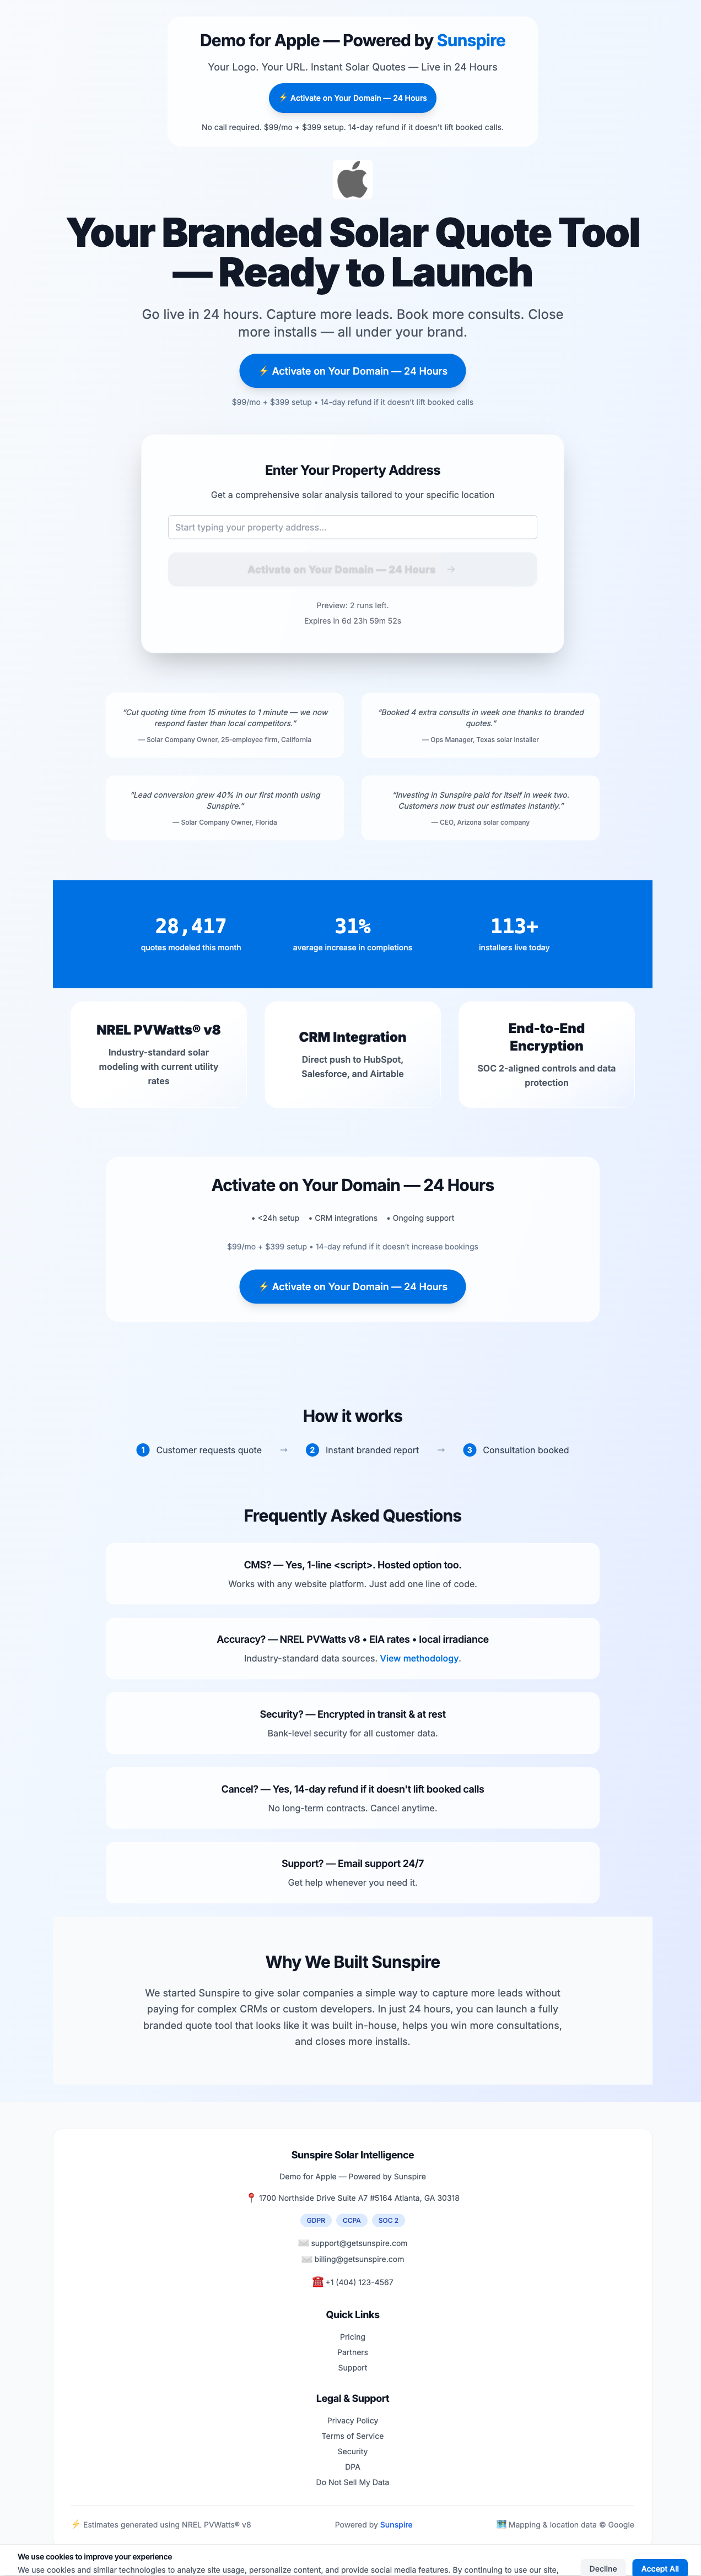 Demo for Apple — Powered by Sunspire
Your Logo. Your URL. Instant Solar Quotes — Live in 24 Hours
⚡ Activate on Your Domain — 24 Hours
No call required. $99/mo + $399 setup. 14-day refund if it doesn't lift booked calls.
Your Branded Solar Quote Tool
— Ready to Launch
Go live in 24 hours. Capture more leads. Book more consults. Close
more installs — all under your brand.
⚡ Activate on Your Domain — 24 Hours
$99/mo + $399 setup • 14-day refund if it doesn't lift booked calls
Enter Your Property Address
Get a comprehensive solar analysis tailored to your specific location
Start typing your property address...
Activate on Your Domain — 24 Hours →
Preview: 2 runs left.
Expires in 6d 23h 59m 52s
"Cut quoting time from 15 minutes to 1 minute — we now
respond faster than local competitors."
— Solar Company Owner, 25-employee firm, California
"Booked 4 extra consults in week one thanks to branded
quotes."
— Ops Manager, Texas solar installer
"Lead conversion grew 40% in our first month using
Sunspire."
— Solar Company Owner, Florida
"Investing in Sunspire paid for itself in week two.
Customers now trust our estimates instantly."
— CEO, Arizona solar company
28,417
quotes modeled this month
31%
average increase in completions
113+
installers live today
NREL PVWatts® v8
Industry-standard solar
modeling with current utility
rates
CRM Integration
Direct push to HubSpot,
Salesforce, and Airtable
End-to-End
Encryption
SOC 2-aligned controls and data
protection
Activate on Your Domain — 24 Hours
• <24h setup • CRM integrations • Ongoing support
$99/mo + $399 setup • 14-day refund if it doesn't increase bookings
⚡ Activate on Your Domain — 24 Hours
How it works
1 Customer requests quote → 2 Instant branded report → 3 Consultation booked
Frequently Asked Questions
CMS? — Yes, 1-line <script>. Hosted option too.
Works with any website platform. Just add one line of code.
Accuracy? — NREL PVWatts v8 • EIA rates • local irradiance
Industry-standard data sources. View methodology.
Security? — Encrypted in transit & at rest
Bank-level security for all customer data.
Cancel? — Yes, 14-day refund if it doesn't lift booked calls
No long-term contracts. Cancel anytime.
Support? — Email support 24/7
Get help whenever you need it.
Why We Built Sunspire
We started Sunspire to give solar companies a simple way to capture more leads without
paying for complex CRMs or custom developers. In just 24 hours, you can launch a fully
branded quote tool that looks like it was built in-house, helps you win more consultations,
and closes more installs.
Sunspire Solar Intelligence
Demo for Apple — Powered by Sunspire
📍 1700 Northside Drive Suite A7 #5164 Atlanta, GA 30318
GDPR CCPA SOC 2
✉️ support@getsunspire.com
✉️ billing@getsunspire.com
☎️ +1 (404) 123-4567
Quick Links
Pricing
Partners
Support
Legal & Support
Privacy Policy
Terms of Service
Security
DPA
Do Not Sell My Data
⚡ Estimates generated using NREL PVWatts® v8
Powered by Sunspire
🗺️ Mapping & location data © Google
We use cookies to improve your experience
We use cookies and similar technologies to analyze site usage, personalize content, and provide social media features. By continuing to use our site,
Decline
Accept All